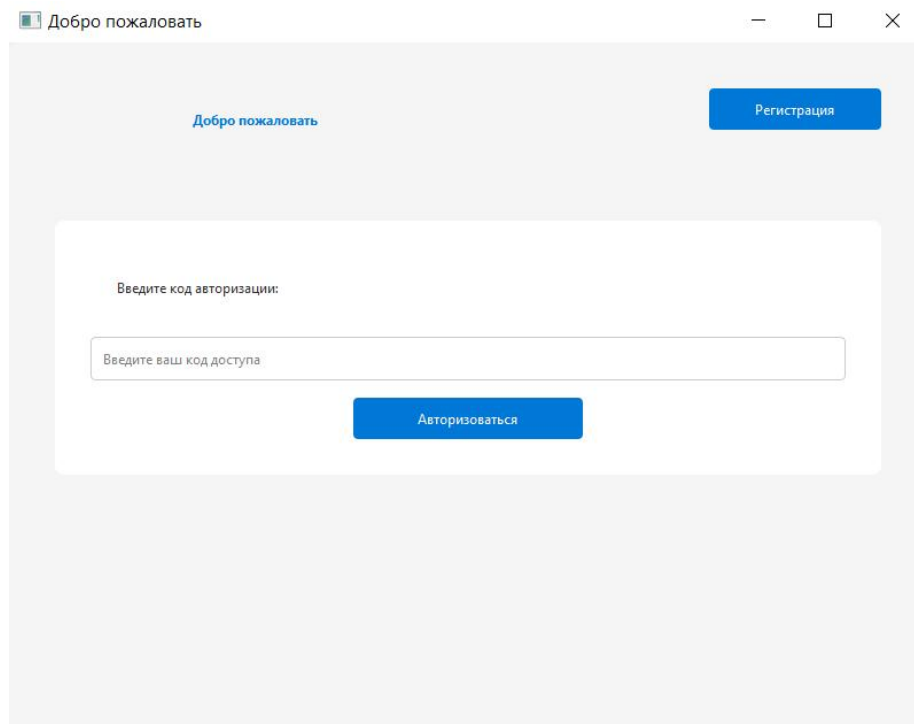 Добро пожаловать
Регистрация
Добро пожаловать
Введите код авторизации:
Введите ваш код доступа
Авторизоваться